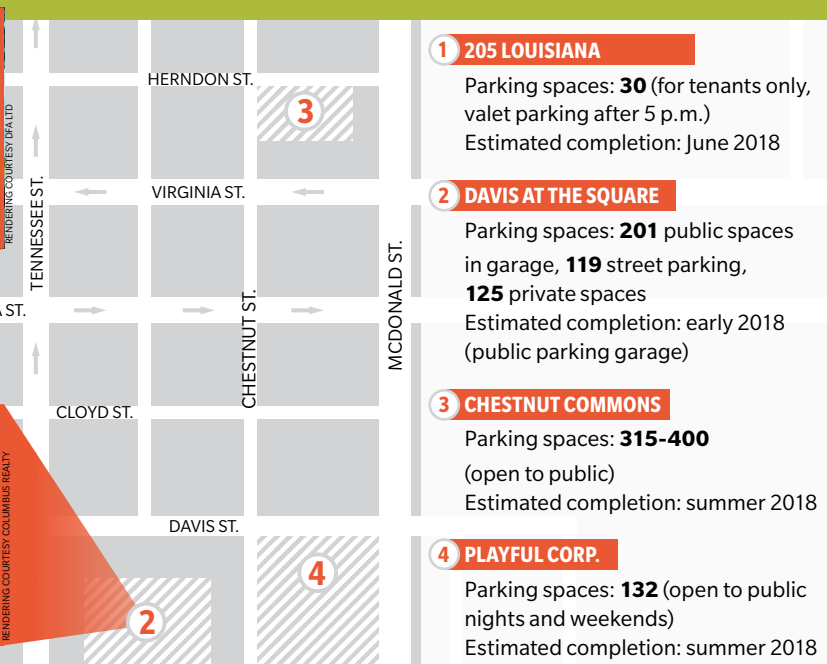 RENDERING COURTESY DFA LTD
TENNESSEE ST.
HERNDON ST.
3
VIRGINIA ST.
MCDONALD ST.
CHESTNUT ST.
ST.
CLOYD ST.
RENDERING COURTESY COLUMBUS REALTY
DAVIS ST.
4
2
1 205 LOUISIANA
Parking spaces: 30 (for tenants only,
valet parking after 5 p.m.)
Estimated completion: June 2018
2 DAVIS AT THE SQUARE
Parking spaces: 201 public spaces
in garage, 119 street parking,
125 private spaces
Estimated completion: early 2018
(public parking garage)
3 CHESTNUT COMMONS
Parking spaces: 315-400
(open to public)
Estimated completion: summer 2018
4 PLAYFUL CORP.
Parking spaces: 132 (open to public
nights and weekends)
Estimated completion: summer 2018